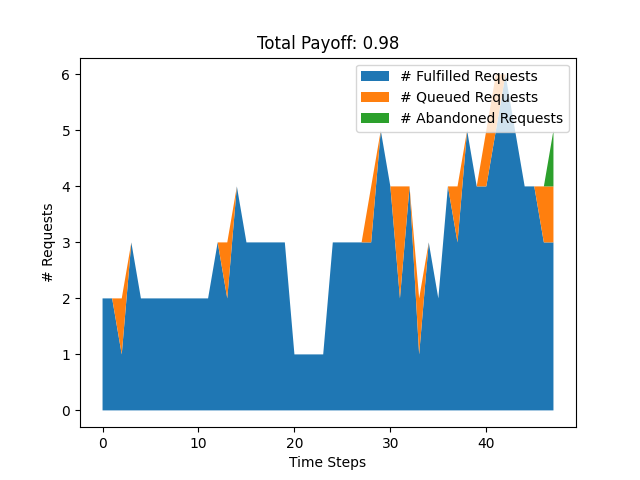 Total Payoff: 0.98
# Fulfilled Requests
# Queued Requests
# Abandoned Requests
6
5
4
3
2
1
0
# Requests
0 10 20 30 40
Time Steps